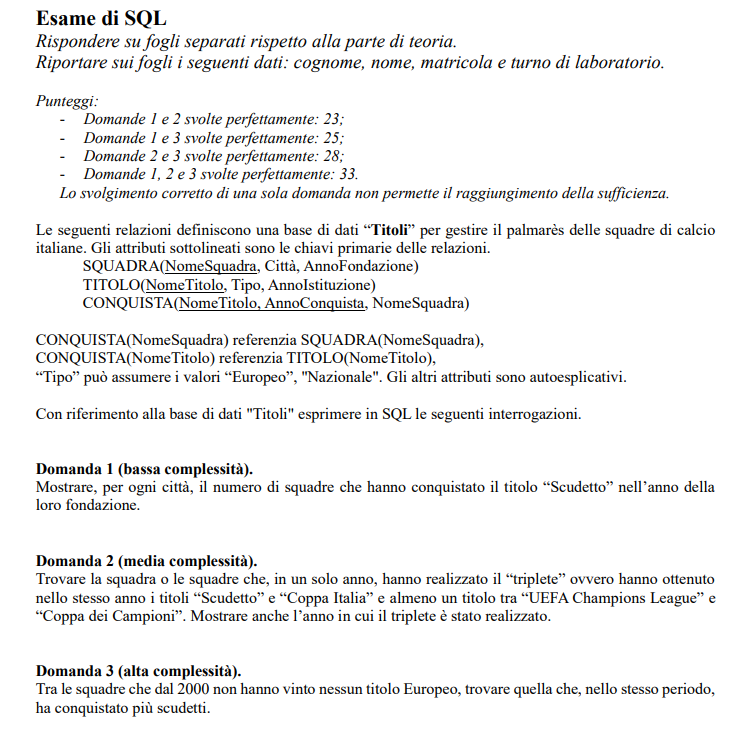 Esame di SQL
Rispondere su fogli separati rispetto alla parte di teoria.
Riportare sui fogli i seguenti dati: cognome, nome, matricola e turno di laboratorio.
Punteggi:
- Domande 1 e 2 svolte perfettamente: 23;
- Domande 1 e 3 svolte perfettamente: 25;
- Domande 2 e 3 svolte perfettamente: 28;
- Domande 1, 2 e 3 svolte perfettamente: 33.
Lo svolgimento corretto di una sola domanda non permette il raggiungimento della sufficienza.
Le seguenti relazioni definiscono una base di dati “Titoli” per gestire il palmarès delle squadre di calcio
italiane. Gli attributi sottolineati sono le chiavi primarie delle relazioni.
SQUADRA(NomeSquadra, Città, AnnoFondazione)
TITOLO(NomeTitolo, Tipo, AnnoIstituzione)
CONQUISTA(NomeTitolo, AnnoConquista, NomeSquadra)
CONQUISTA(NomeSquadra) referenzia SQUADRA(NomeSquadra),
CONQUISTA(NomeTitolo) referenzia TITOLO(NomeTitolo),
“Tipo” può assumere i valori “Europeo”, "Nazionale". Gli altri attributi sono autoesplicativi.
Con riferimento alla base di dati "Titoli" esprimere in SQL le seguenti interrogazioni.
Domanda 1 (bassa complessità).
Mostrare, per ogni città, il numero di squadre che hanno conquistato il titolo “Scudetto” nell’anno della
loro fondazione.
Domanda 2 (media complessità).
Trovare la squadra o le squadre che, in un solo anno, hanno realizzato il “triplete” ovvero hanno ottenuto
nello stesso anno i titoli “Scudetto” e “Coppa Italia” e almeno un titolo tra “UEFA Champions League” e
“Coppa dei Campioni”. Mostrare anche l’anno in cui il triplete è stato realizzato.
Domanda 3 (alta complessità).
Tra le squadre che dal 2000 non hanno vinto nessun titolo Europeo, trovare quella che, nello stesso periodo,
ha conquistato più scudetti.